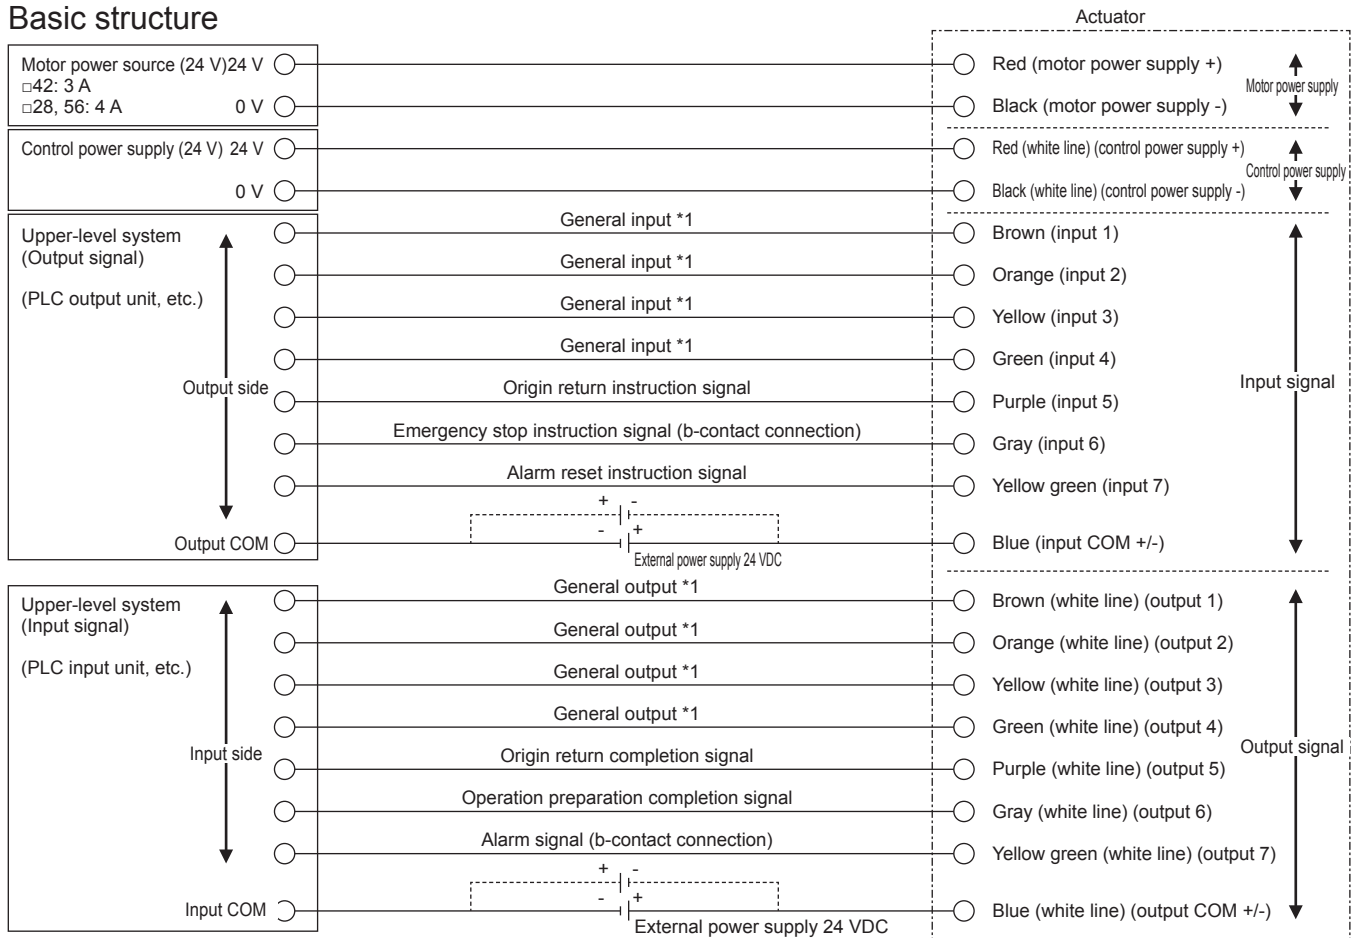 Basic structure
Actuator
Motor power source (24 V)24 V
□42: 3 A
□28, 56: 4 A
0 V
Red (motor power supply +)
Motor power supply
Black (motor power supply -)
Control power supply (24 V) 24 V
0 V
Red (white line) (control power supply +)
Control power supply
Black (white line) (control power supply -)
Upper-level system
(Output signal)
(PLC output unit, etc.)
Output side
Output COM
General input *1
Brown (input 1)
General input *1
Orange (input 2)
General input *1
Yellow (input 3)
General input *1
Green (input 4)
Input signal
Origin return instruction signal
Purple (input 5)
Emergency stop instruction signal (b-contact connection)
Gray (input 6)
Alarm reset instruction signal
Yellow green (input 7)
+ -
- +
External power supply 24 VDC
Blue (input COM +/-)
Upper-level system
(Input signal)
(PLC input unit, etc.)
Input side
Input COM
General output *1
Brown (white line) (output 1)
General output *1
Orange (white line) (output 2)
General output *1
Yellow (white line) (output 3)
General output *1
Green (white line) (output 4)
Output signal
Origin return completion signal
Purple (white line) (output 5)
Operation preparation completion signal
Gray (white line) (output 6)
Alarm signal (b-contact connection)
Yellow green (white line) (output 7)
+ -
- +
External power supply 24 VDC
Blue (white line) (output COM +/-)